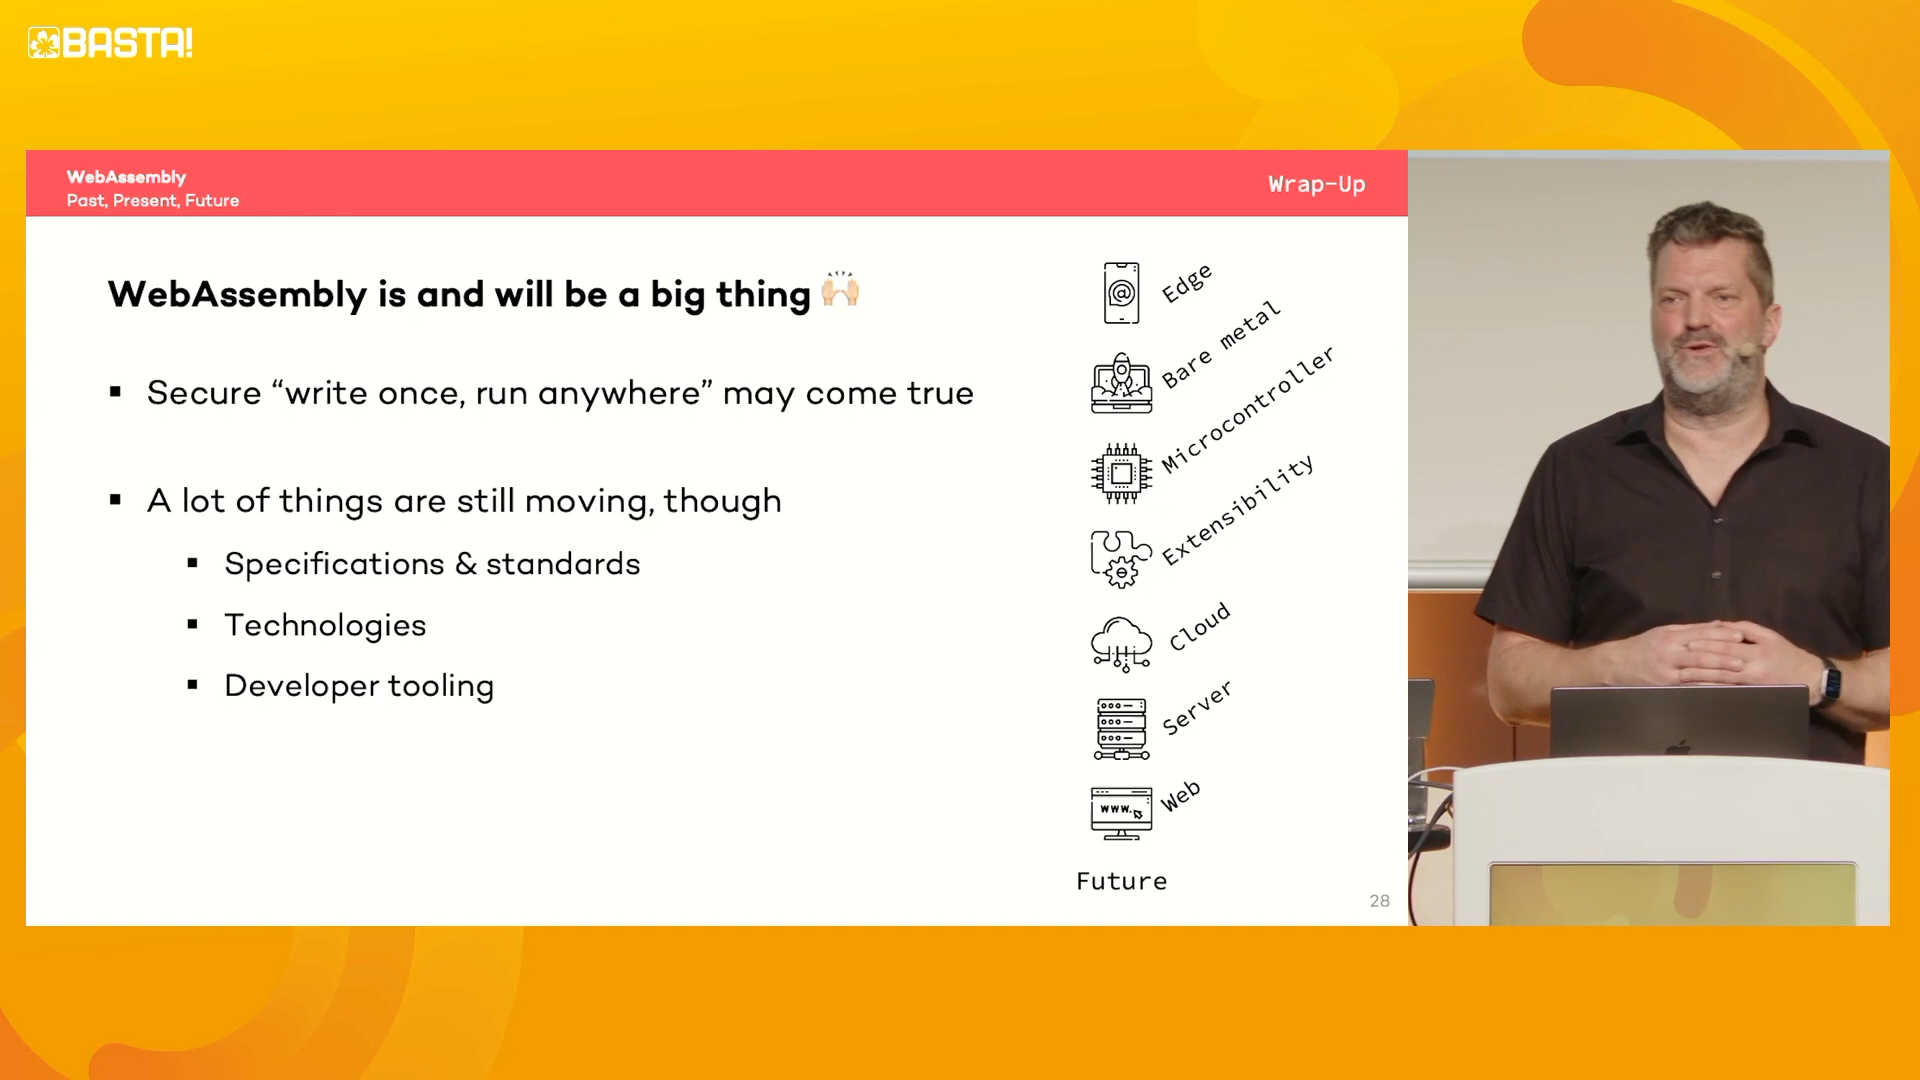 BASTA!
WebAssembly
Past, Present, Future
Wrap-Up
WebAssembly is and will be a big thing 🙌🏻
▪ Secure “write once, run anywhere” may come true
▪ A lot of things are still moving, though
▪ Specifications & standards
▪ Technologies
▪ Developer tooling
Edge
Bare metal
Microcontroller
Extensibility
Cloud
Server
www.
Web
Future
28